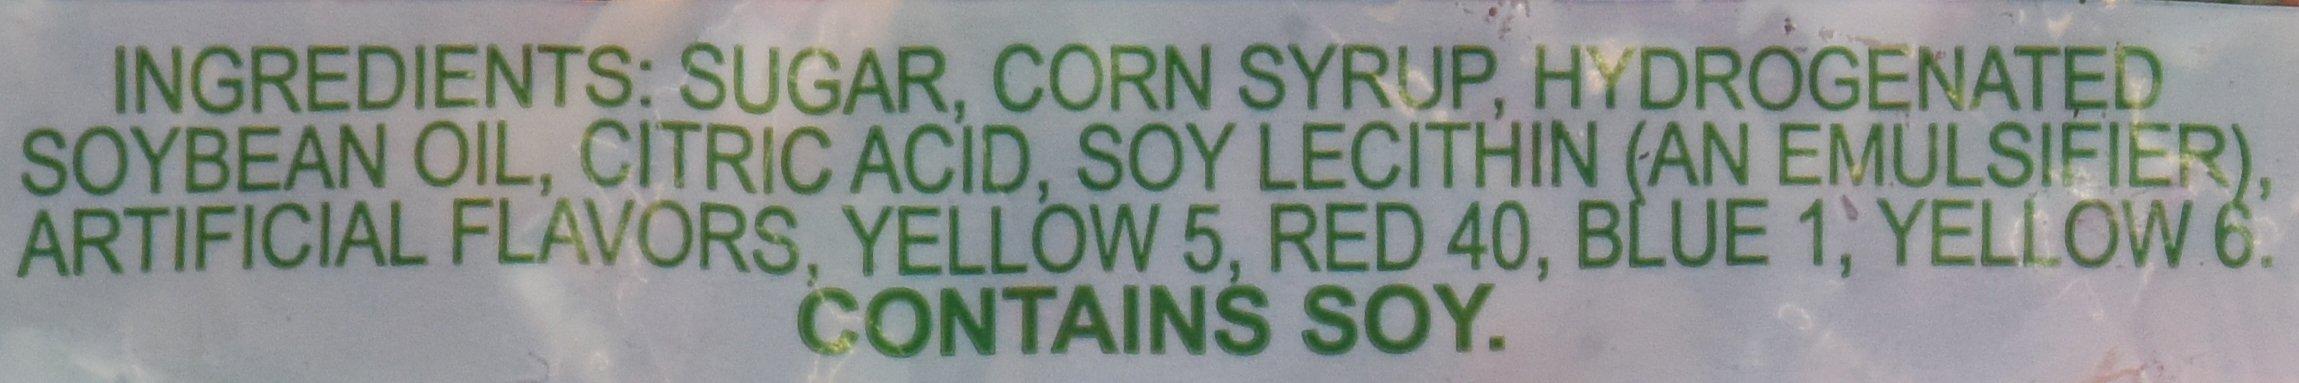 INGREDIENTS: SUGAR, CORN SYRUP, HYDROGENATED
SOYBEAN OIL, CITRIC ACID, SOY LECITHIN (AN EMULSIFIER),
ARTIFICIAL FLAVORS, YELLOW 5, RED 40, BLUE 1, YELLOW 6.
CONTAINS SOY.